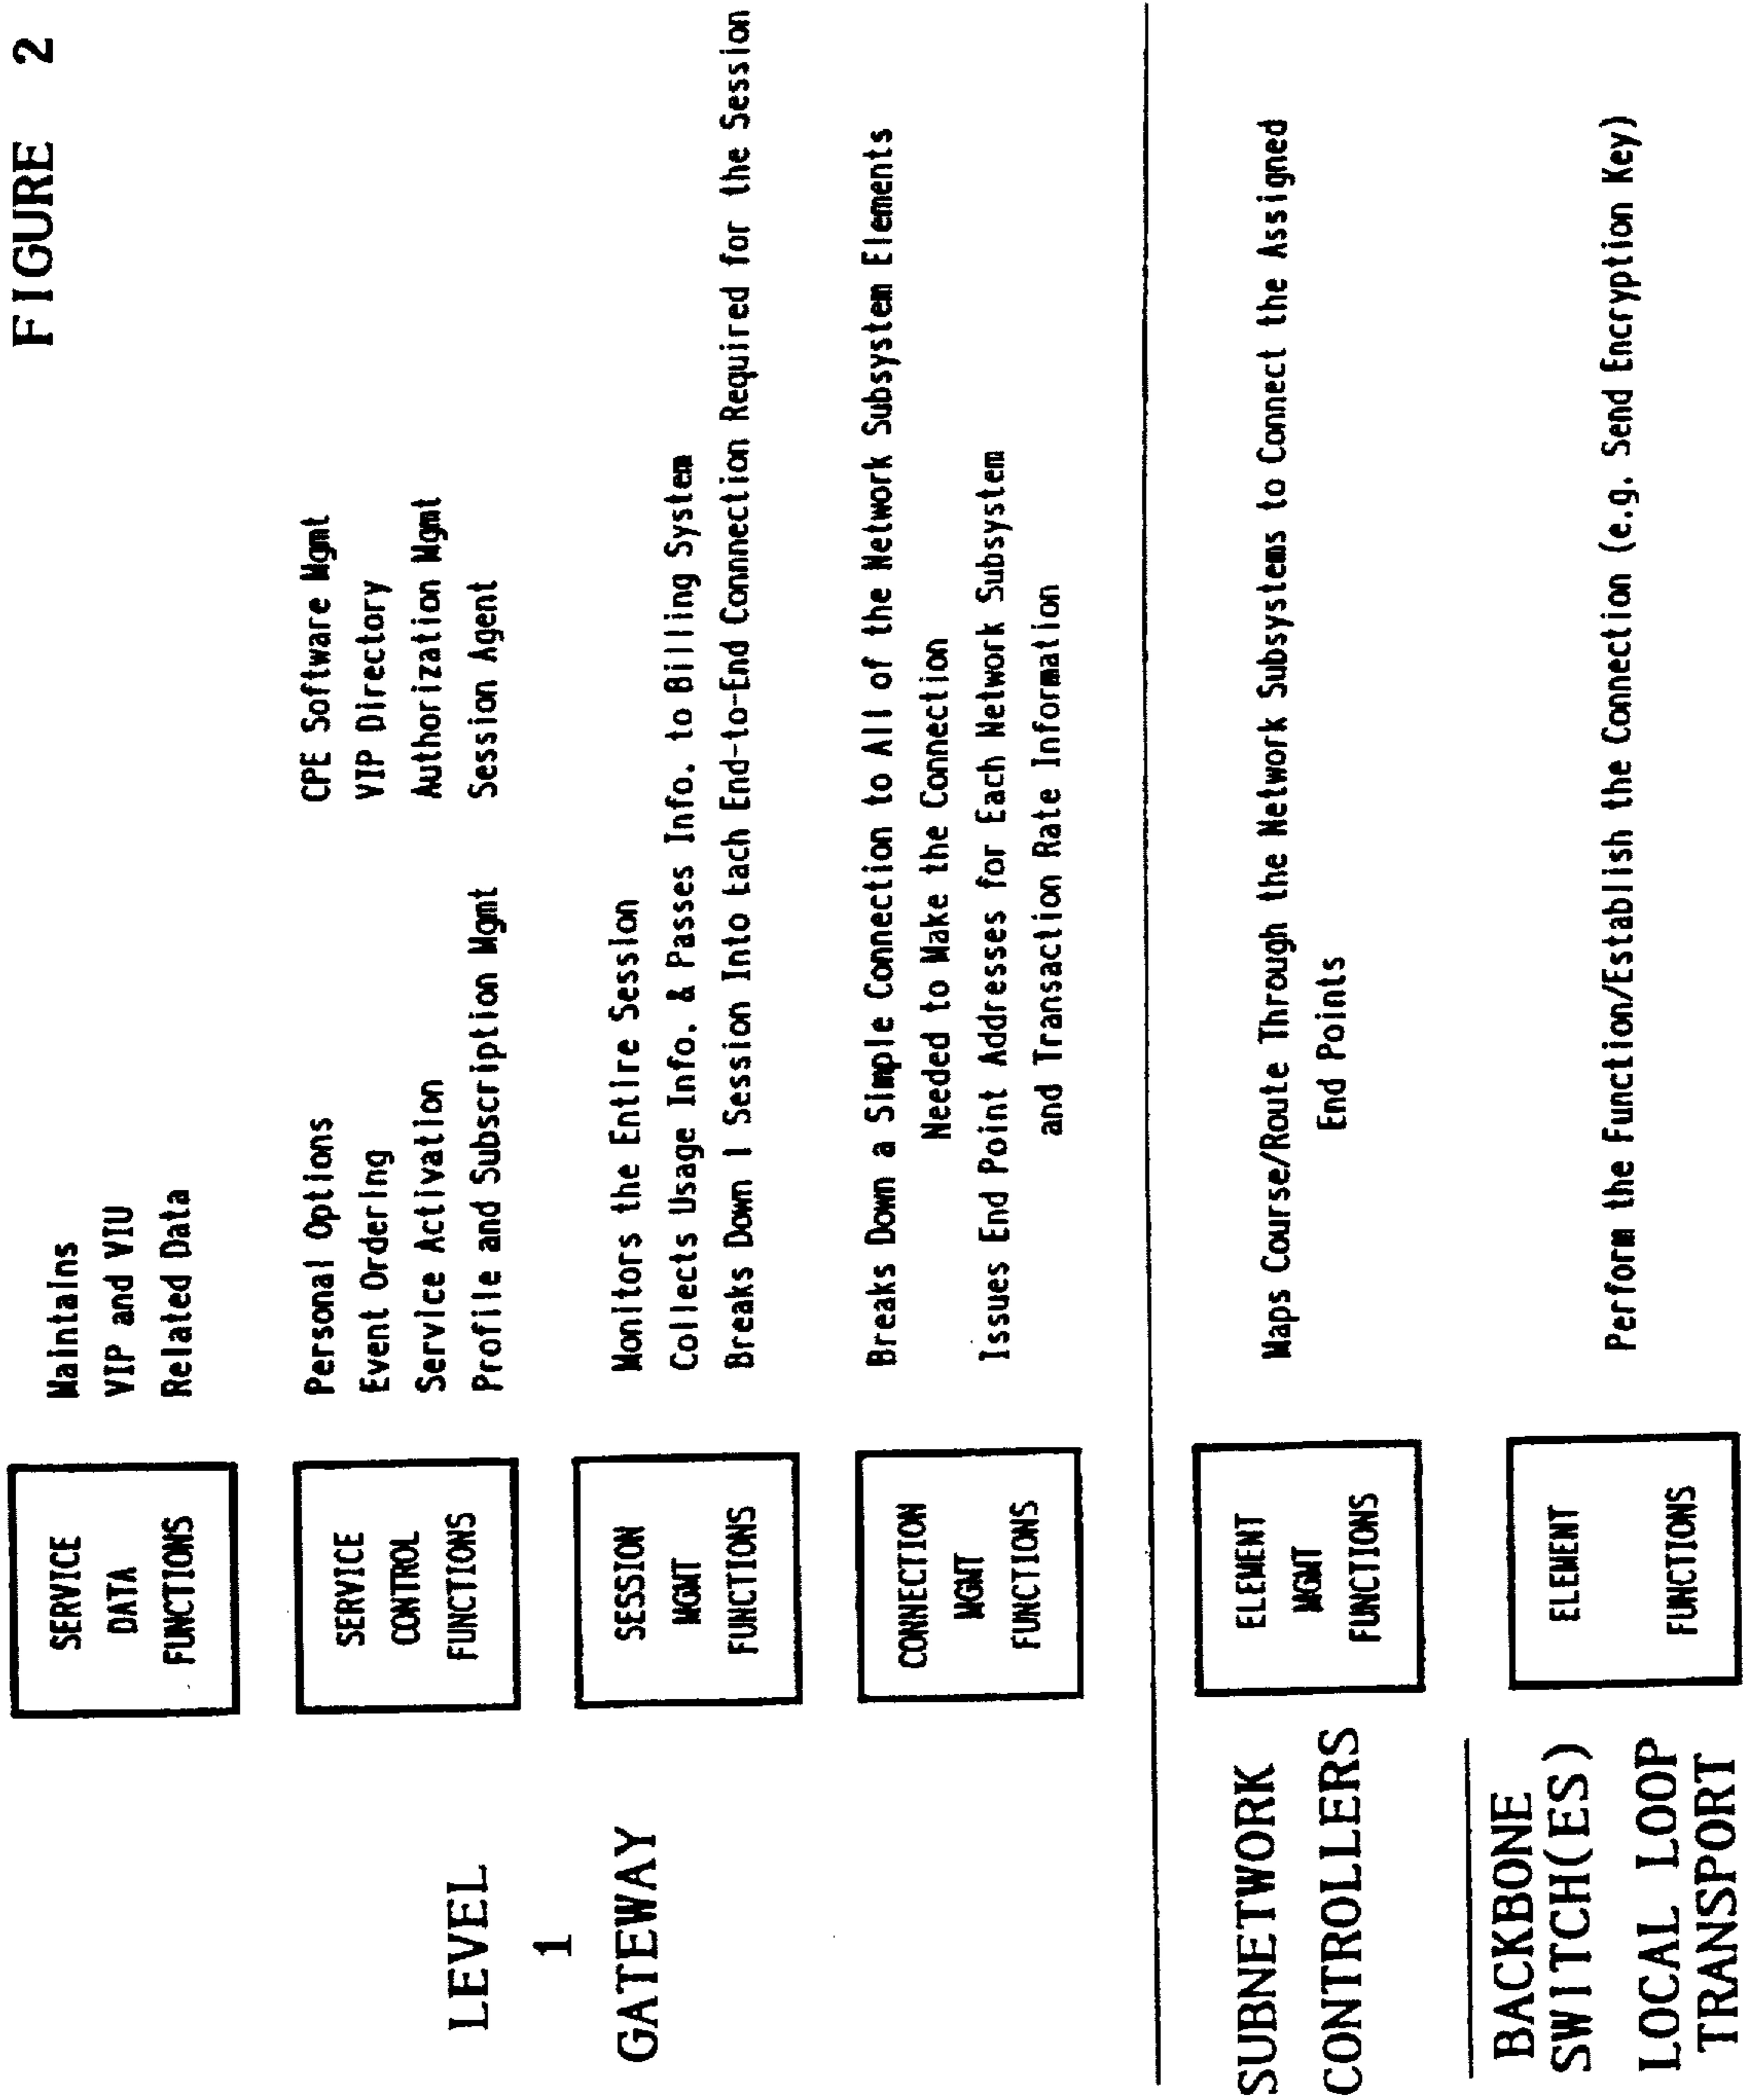 FIGURE 2
SERVICE
DATA
FUNCTIONS
Maintains
VIP and VIU
Related Data
LEVEL
1
GATEWAY
SERVICE
CONTROL
FUNCTIONS
Personal Options
Event Ordering
Service Activation
Profile and Subscription Mgmt
CPE Software Mgmt
VIP Directory
Authorization Mgmt
Session Agent
SESSION
MGMT
FUNCTIONS
Monitors the Entire Session
Collects Usage Info. & Passes Info. to Billing System
Breaks Down 1 Session Into Each End-to-End Connection Required for the Session
CONNECTION
MGMT
FUNCTIONS
Breaks Down a Simple Connection to All of the Network Subsystem Elements
Needed to Make the Connection
Issues End Point Addresses for Each Network Subsystem
and Transaction Rate Information
SUBNETWORK
CONTROLLERS
ELEMENT
MGMT
FUNCTIONS
Maps Course/Route Through the Network Subsystems to Connect the Assigned
End Points
BACKBONE
SWITCH(ES)
LOCAL LOOP
TRANSPORT
ELEMENT
FUNCTIONS
Perform the Function/Establish the Connection (e.g. Send Encryption Key)